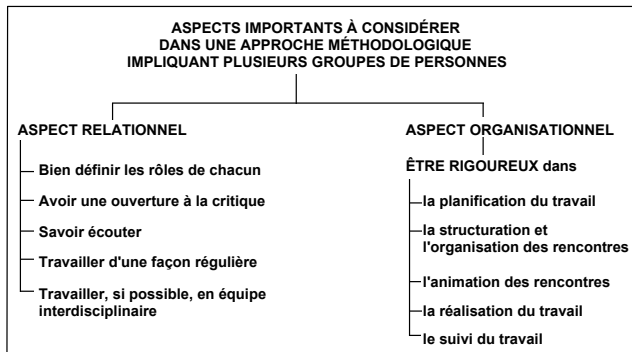 ASPECTS IMPORTANTS À CONSIDÉRER
DANS UNE APPROCHE MÉTHODOLOGIQUE
IMPLIQUANT PLUSIEURS GROUPES DE PERSONNES
ASPECT RELATIONNEL
Bien définir les rôles de chacun
Avoir une ouverture à la critique
Savoir écouter
Travailler d'une façon régulière
Travailler, si possible, en équipe
interdisciplinaire
ASPECT ORGANISATIONNEL
ÊTRE RIGOUREUX dans
la planification du travail
la structuration et
l'organisation des rencontres
l'animation des rencontres
la réalisation du travail
le suivi du travail